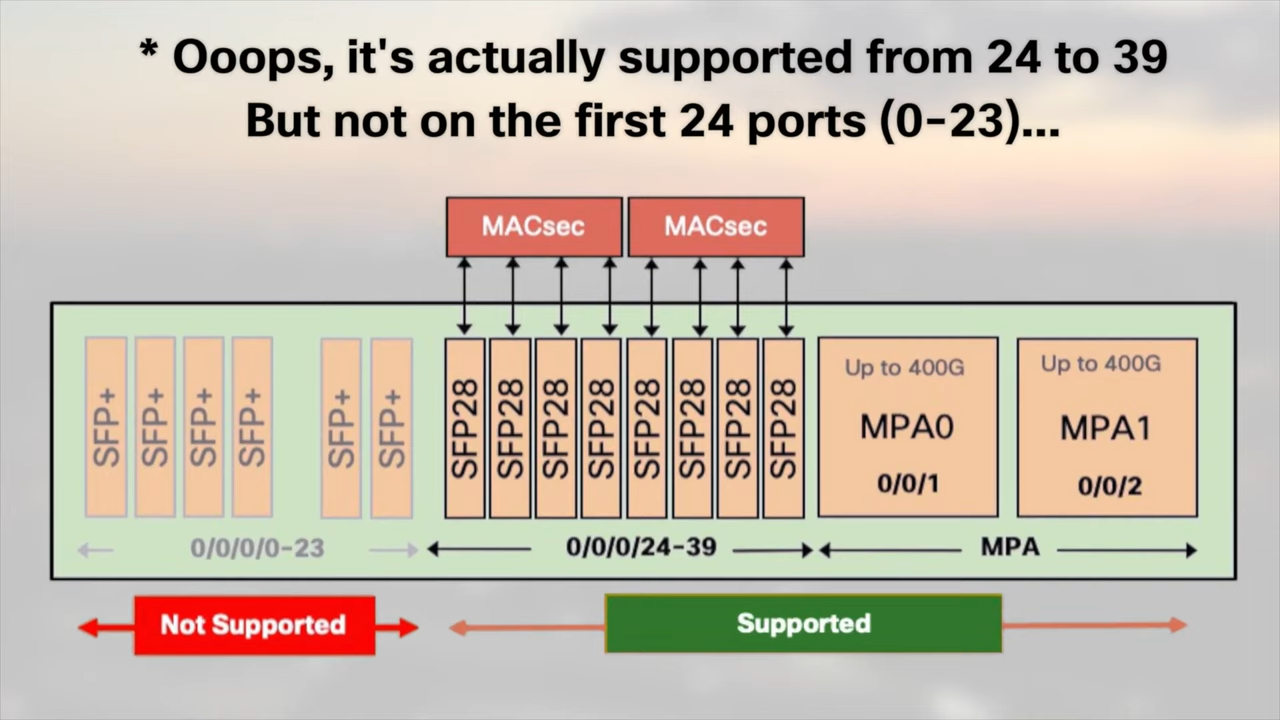 * Ooops, it's actually supported from 24 to 39
But not on the first 24 ports (0-23)...
MACsec MACsec
SFP+ SFP+ SFP+ SFP+ SFP+ SFP+ SFP28 SFP28 SFP28 SFP28 SFP28 SFP28 SFP28 SFP28
Up to 400G
MPA0
0/0/1
Up to 400G
MPA1
0/0/2
0/0/0/0-23 0/0/0/24-39 MPA
Not Supported Supported